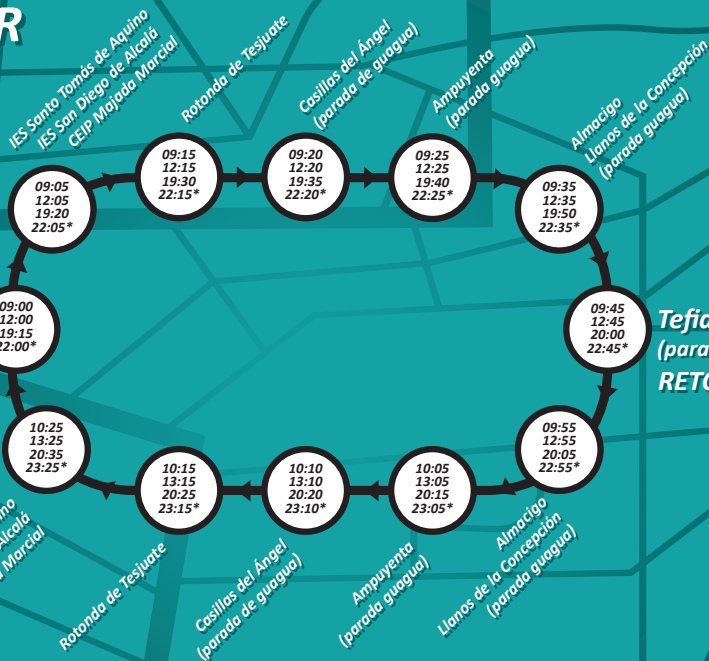 R
IES Santo Tomás de Aquino
IES San Diego de Alcalá
CEIP Majada Marcial
Rotonda de Tesjuate
Casillas del Ángel
(parada de guagua)
Ampuyenta
(parada guagua)
Almacigo
Llanos de la Concepción
(parada guagua)
09:05
12:05
19:20
22:05*
09:15
12:15
19:30
22:15*
09:20
12:20
19:35
22:20*
09:25
12:25
19:40
22:25*
09:35
12:35
19:50
22:35*
09:00
12:00
19:15
22:00*
09:45
12:45
20:00
22:45*
Tefia
(para
RETO
10:25
13:25
20:35
23:25*
10:15
13:15
20:25
23:15*
10:10
13:10
20:20
23:10*
10:05
13:05
20:15
23:05*
09:55
12:55
20:05
22:55*
no
Alcalá
Marcial
Rotonda de Tesjuate
Casillas del Ángel
(parada de guagua)
Ampuyenta
(parada guagua)
Almacigo
Llanos de la Concepción
(parada guagua)